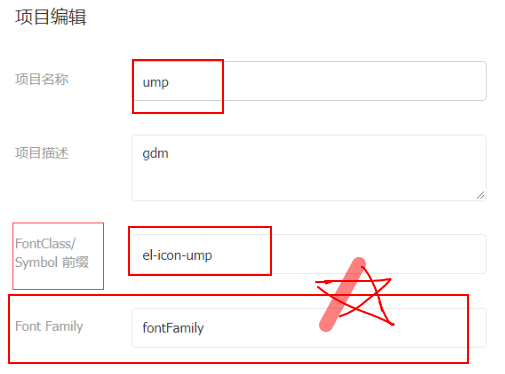 项目编辑
项目名称
ump
项目描述
gdm
FontClass/
Symbol 前缀
el-icon-ump
Font Family
fontFamily